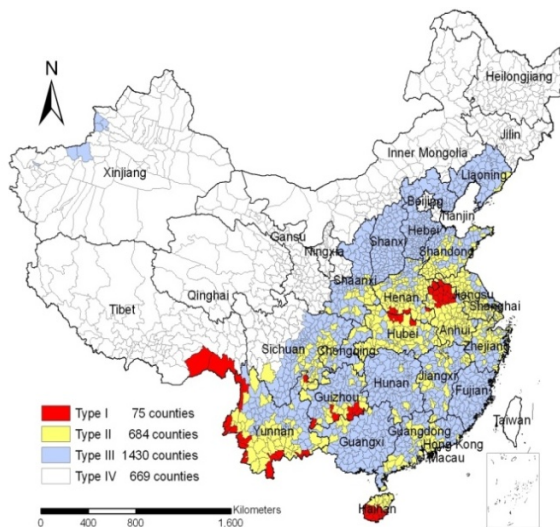 N
Heilongjiang
Jilin
Inner Mongolia
Liaoning
Xinjiang
Beijing
Tianjin
Hebei
Gansu
Ningxia
Shanxi
Shandong
Shaanxi
Qinghai
Henan
Jiangsu
Tibet
Shanghai
Anhui
Hubei
Sichuan
Chongqing
Zhejiang
Jiangxi
Hunan
Guizhou
Fujian
Yunnan
Guangxi
Guangdong
Taiwan
Hong Kong
Macau
Hainan
Type I 75 counties
Type II 684 counties
Type III 1430 counties
Type IV 669 counties
Kilometers
0 400 800 1,600